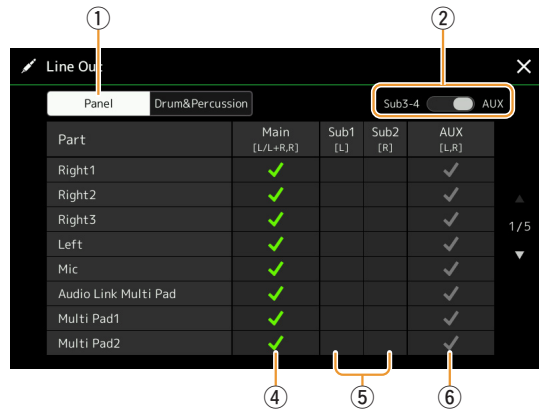 ① ②
Line Ou
Panel Drum&Percussion Sub3-4 AUX
Part Main Sub1 Sub2 AUX
[L/L+R,R] [L] [R] [L,R]
Right1
Right2
Right3
Left
1/5
Mic
Audio Link Multi Pad
Multi Pad1
Multi Pad2
④ ⑤ ⑥